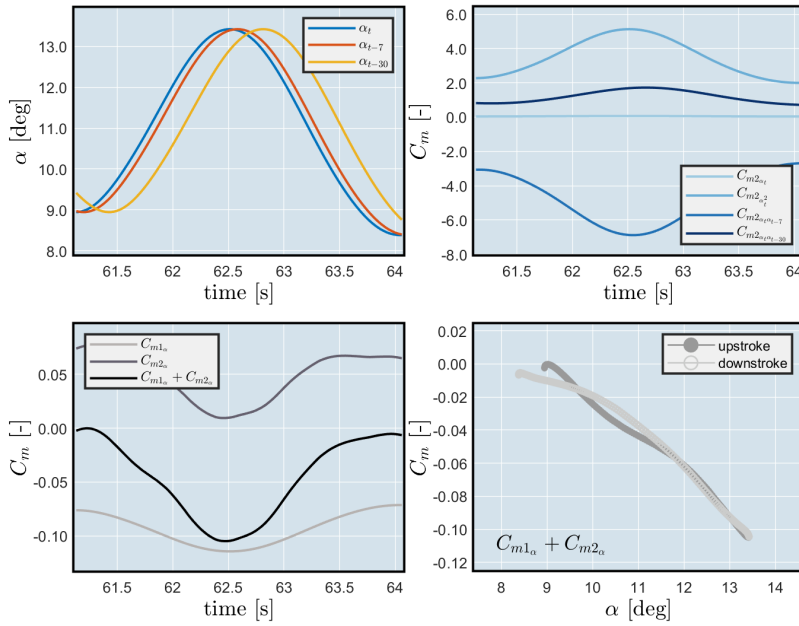 13.0
12.0
11.0
10.0
9.0
8.0
α [deg]
α_t
α_{t−7}
α_{t−30}
61.5 62 62.5 63 63.5 64
time [s]
6.0
4.0
2.0
0.0
-2.0
-4.0
-6.0
-8.0
C_m [-]
C_{m2_{α_t}}
C_{m2_{α_t^2}}
C_{m2_{α_tα_{t-7}}}
C_{m2_{α_tα_{t-30}}}
61.5 62 62.5 63 63.5 64
time [s]
0.05
0.00
-0.05
-0.10
C_m [-]
C_{m1_α}
C_{m2_α}
C_{m1_α} + C_{m2_α}
61.5 62 62.5 63 63.5 64
time [s]
0.02
0.00
-0.02
-0.04
-0.06
-0.08
-0.10
-0.12
C_m [-]
upstroke
downstroke
C_{m1_α} + C_{m2_α}
8 9 10 11 12 13 14
α [deg]